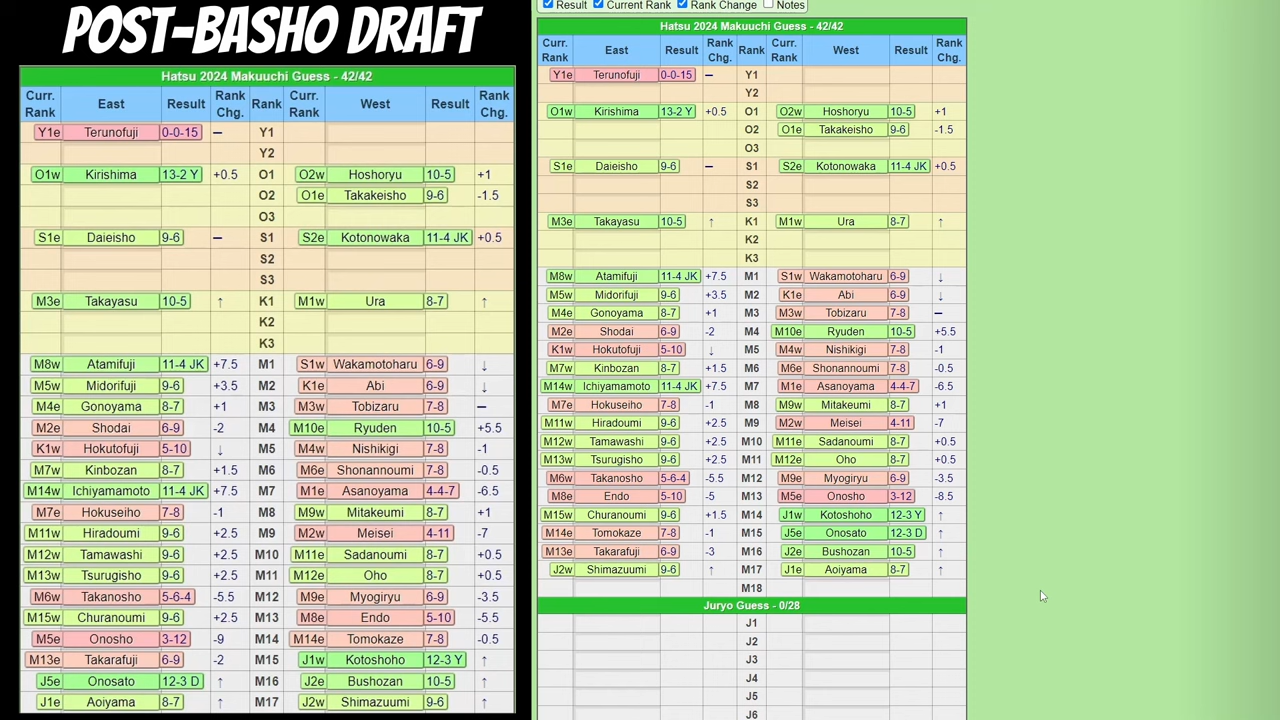 POST-BASHO DRAFT
Hatsu 2024 Makuuchi Guess - 42/42
Curr. Rank East Result Rank Chg. Rank Curr. Rank West Result Rank Chg.
Y1e Terunofuji 0-0-15 – Y1
Y2
O1w Kirishima 13-2 Y +0.5 O1 O2w Hoshoryu 10-5 +1
O2 O1e Takakeisho 9-6 -1.5
O3
S1e Daieisho 9-6 – S1 S2e Kotonowaka 11-4 JK +0.5
S2
S3
M3e Takayasu 10-5 ↑ K1 M1w Ura 8-7 ↑
K2
K3
M8w Atamifuji 11-4 JK +7.5 M1 S1w Wakamotoharu 6-9 ↓
M5w Midorifuji 9-6 +3.5 M2 K1e Abi 6-9 ↓
M4e Gonoyama 8-7 +1 M3 M3w Tobizaru 7-8 –
M2e Shodai 6-9 -2 M4 M10e Ryuden 10-5 +5.5
K1w Hokutofuji 5-10 ↓ M5 M4w Nishikigi 7-8 -1
M7w Kinbozan 8-7 +1.5 M6 M6e Shonannoumi 7-8 -0.5
M14w Ichiyamamoto 11-4 JK +7.5 M7 M1e Asanoyama 4-4-7 -6.5
M7e Hokuseiho 7-8 -1 M8 M9w Mitakeumi 8-7 +1
M11w Hiradoumi 9-6 +2.5 M9 M2w Meisei 4-11 -7
M12w Tamawashi 9-6 +2.5 M10 M11e Sadanoumi 8-7 +0.5
M13w Tsurugisho 9-6 +2.5 M11 M12e Oho 8-7 +0.5
M6w Takanosho 5-6-4 -5.5 M12 M9e Myogiryu 6-9 -3.5
M15w Churanoumi 9-6 +2.5 M13 M8e Endo 5-10 -5.5
M5e Onosho 3-12 -9 M14 M14e Tomokaze 7-8 -0.5
M13e Takarafuji 6-9 -2 M15 J1w Kotoshoho 12-3 Y ↑
J5e Onosato 12-3 D ↑ M16 J2e Bushozan 10-5 ↑
J1e Aoiyama 8-7 ↑ M17 J2w Shimazuumi 9-6 ↑
Result Current Rank Rank Change Notes
Hatsu 2024 Makuuchi Guess - 42/42
Curr. Rank East Result Rank Chg. Rank Curr. Rank West Result Rank Chg.
Y1e Terunofuji 0-0-15 – Y1
Y2
O1w Kirishima 13-2 Y +0.5 O1 O2w Hoshoryu 10-5 +1
O2 O1e Takakeisho 9-6 -1.5
O3
S1e Daieisho 9-6 – S1 S2e Kotonowaka 11-4 JK +0.5
S2
S3
M3e Takayasu 10-5 ↑ K1 M1w Ura 8-7 ↑
K2
K3
M8w Atamifuji 11-4 JK +7.5 M1 S1w Wakamotoharu 6-9 ↓
M5w Midorifuji 9-6 +3.5 M2 K1e Abi 6-9 ↓
M4e Gonoyama 8-7 +1 M3 M3w Tobizaru 7-8 –
M2e Shodai 6-9 -2 M4 M10e Ryuden 10-5 +5.5
K1w Hokutofuji 5-10 ↓ M5 M4w Nishikigi 7-8 -1
M7w Kinbozan 8-7 +1.5 M6 M6e Shonannoumi 7-8 -0.5
M14w Ichiyamamoto 11-4 JK +7.5 M7 M1e Asanoyama 4-4-7 -6.5
M7e Hokuseiho 7-8 -1 M8 M9w Mitakeumi 8-7 +1
M11w Hiradoumi 9-6 +2.5 M9 M2w Meisei 4-11 -7
M12w Tamawashi 9-6 +2.5 M10 M11e Sadanoumi 8-7 +0.5
M13w Tsurugisho 9-6 +2.5 M11 M12e Oho 8-7 +0.5
M6w Takanosho 5-6-4 -5.5 M12 M9e Myogiryu 6-9 -3.5
M8e Endo 5-10 -5 M13 M5e Onosho 3-12 -8.5
M15w Churanoumi 9-6 +1.5 M14 J1w Kotoshoho 12-3 Y ↑
M14e Tomokaze 7-8 -1 M15 J5e Onosato 12-3 D ↑
M13e Takarafuji 6-9 -3 M16 J2e Bushozan 10-5 ↑
J2w Shimazuumi 9-6 ↑ M17 J1e Aoiyama 8-7 ↑
M18
Juryo Guess - 0/28
J1
J2
J3
J4
J5
J6